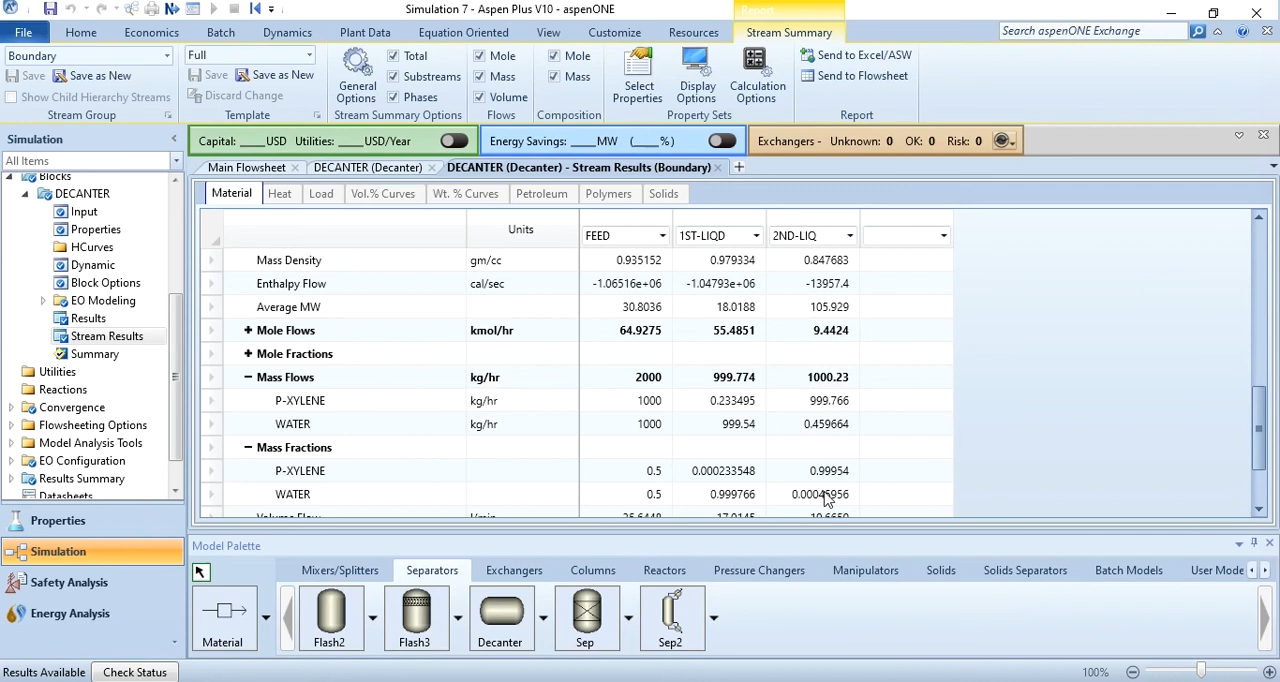 Simulation 7 - Aspen Plus V10 - aspenONE
Report
File Home Economics Batch Dynamics Plant Data Equation Oriented View Customize Resources Stream Summary Search aspenONE Exchange
Boundary
Save Save as New
Show Child Hierarchy Streams
Stream Group
Full
Save Save as New
Discard Change
Template
General Options
Total
Substreams
Phases
Stream Summary Options
Mole
Mass
Volume
Flows
Mole
Mass
Composition
Select Properties
Display Options
Calculation Options
Property Sets
Send to Excel/ASW
Send to Flowsheet
Report
Simulation
All Items
Capital: ____USD Utilities: ____USD/Year
Energy Savings: ____MW (____%)
Exchangers - Unknown: 0 OK: 0 Risk: 0
Main Flowsheet DECANTER (Decanter) DECANTER (Decanter) - Stream Results (Boundary)
Material Heat Load Vol.% Curves Wt. % Curves Petroleum Polymers Solids
Blocks
DECANTER
Input
Properties
HCurves
Dynamic
Block Options
EO Modeling
Results
Stream Results
Summary
Utilities
Reactions
Convergence
Flowsheeting Options
Model Analysis Tools
EO Configuration
Results Summary
Datasheets
Properties
Simulation
Safety Analysis
Energy Analysis
Units FEED 1ST-LIQD 2ND-LIQ
Mass Density gm/cc 0.935152 0.979334 0.847683
Enthalpy Flow cal/sec -1.06516e+06 -1.04793e+06 -13957.4
Average MW 30.8036 18.0188 105.929
Mole Flows kmol/hr 64.9275 55.4851 9.4424
Mole Fractions
Mass Flows kg/hr 2000 999.774 1000.23
P-XYLENE kg/hr 1000 0.233495 999.766
WATER kg/hr 1000 999.54 0.459664
Mass Fractions
P-XYLENE 0.5 0.000233548 0.99954
WATER 0.5 0.999766
Volume Flow l/min
Model Palette
Mixers/Splitters Separators Exchangers Columns Reactors Pressure Changers Manipulators Solids Solids Separators Batch Models User Mode
Material Flash2 Flash3 Decanter Sep Sep2
Results Available Check Status 100%